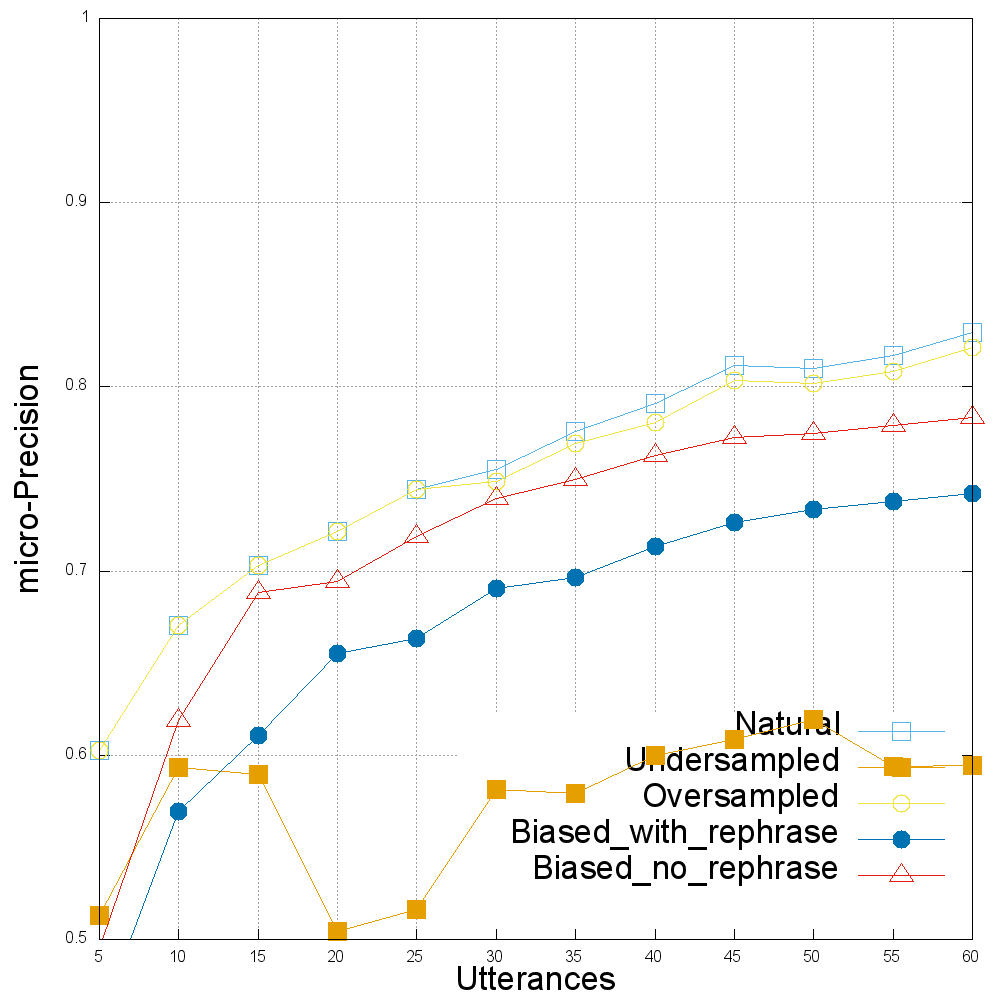 1
0.9
0.8
0.7
0.6
0.5
micro-Precision
Natural
Undersampled
Oversampled
Biased_with_rephrase
Biased_no_rephrase
5 10 15 20 25 30 35 40 45 50 55 60
Utterances